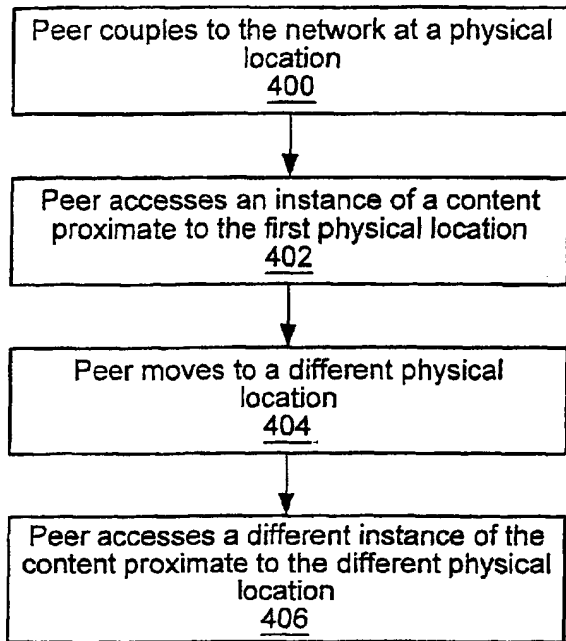 Peer couples to the network at a physical
location
400
Peer accesses an instance of a content
proximate to the first physical location
402
Peer moves to a different physical
location
404
Peer accesses a different instance of the
content proximate to the different physical
location
406